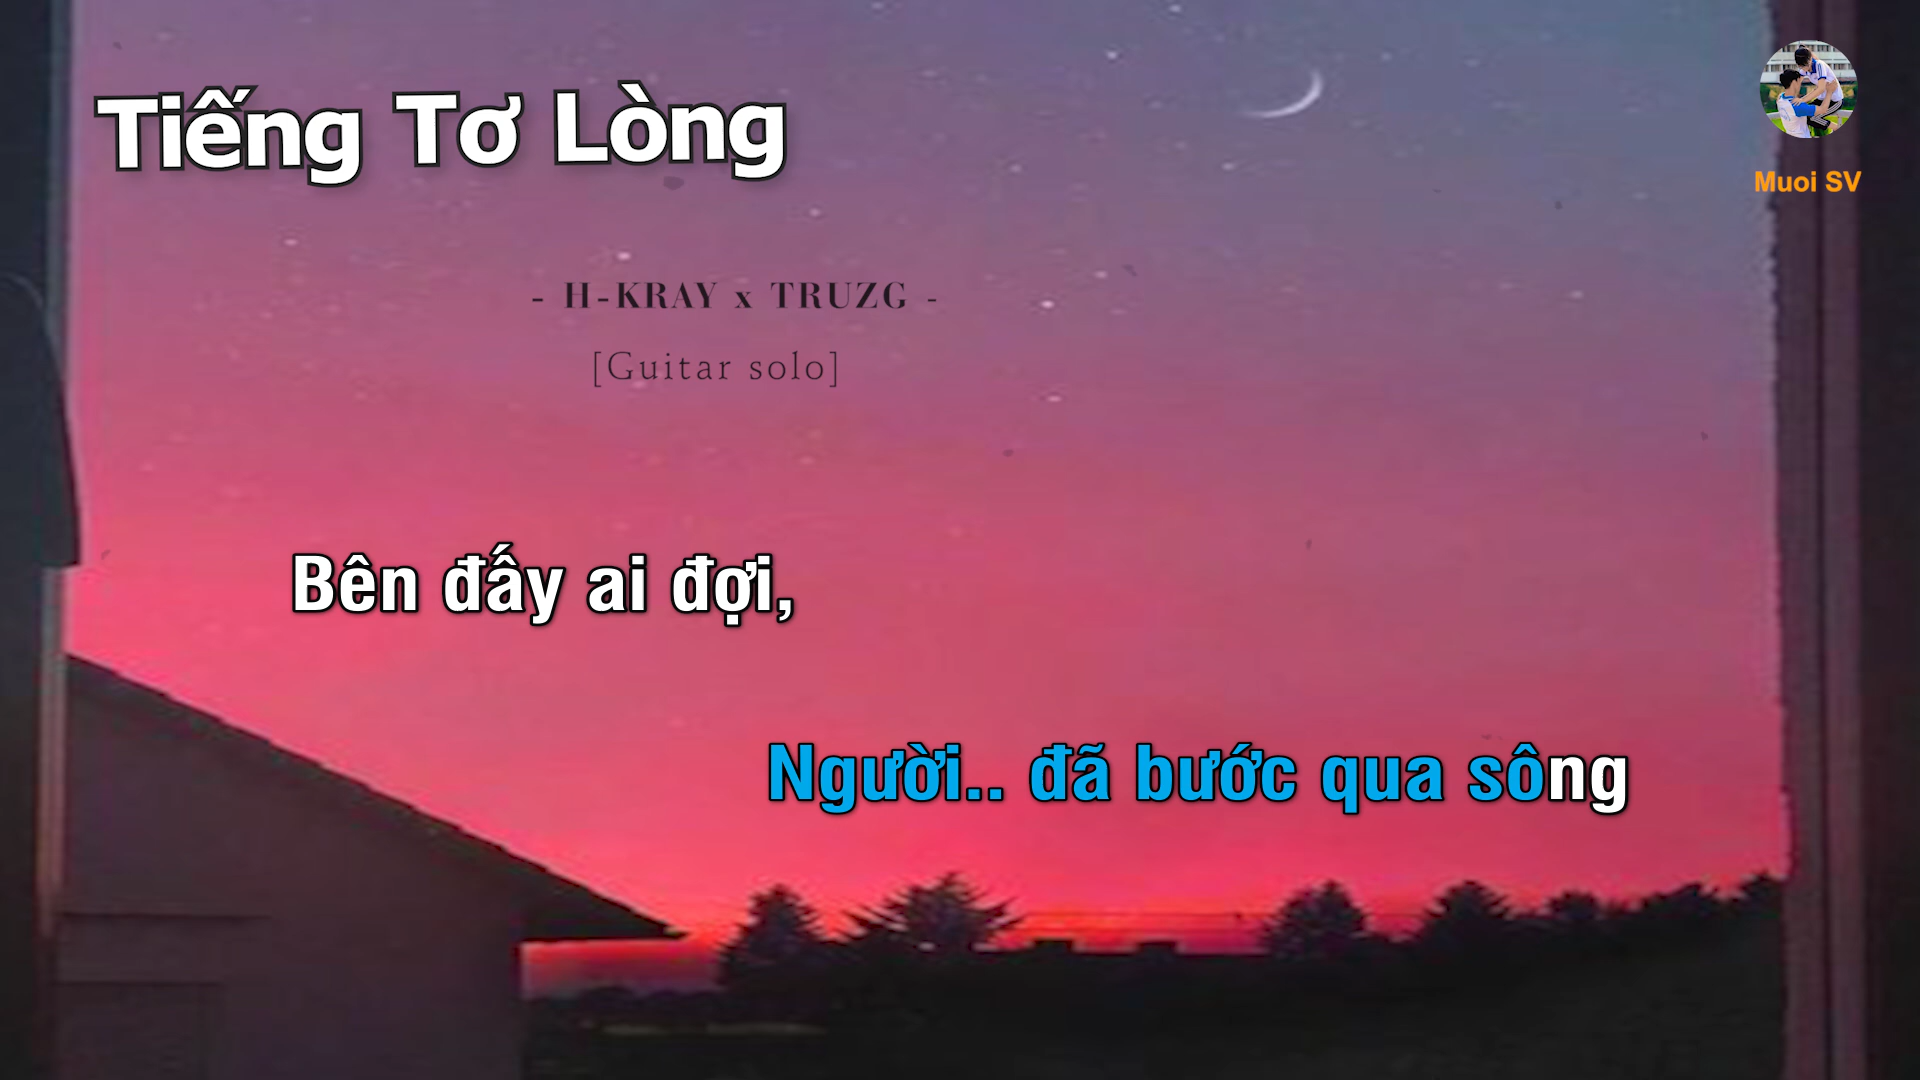 Tiếng Tơ Lòng
Muoi SV
- H-KRAY x TRUZG -
[Guitar solo]
Bên đấy ai đợi,
Người.. đã bước qua sông